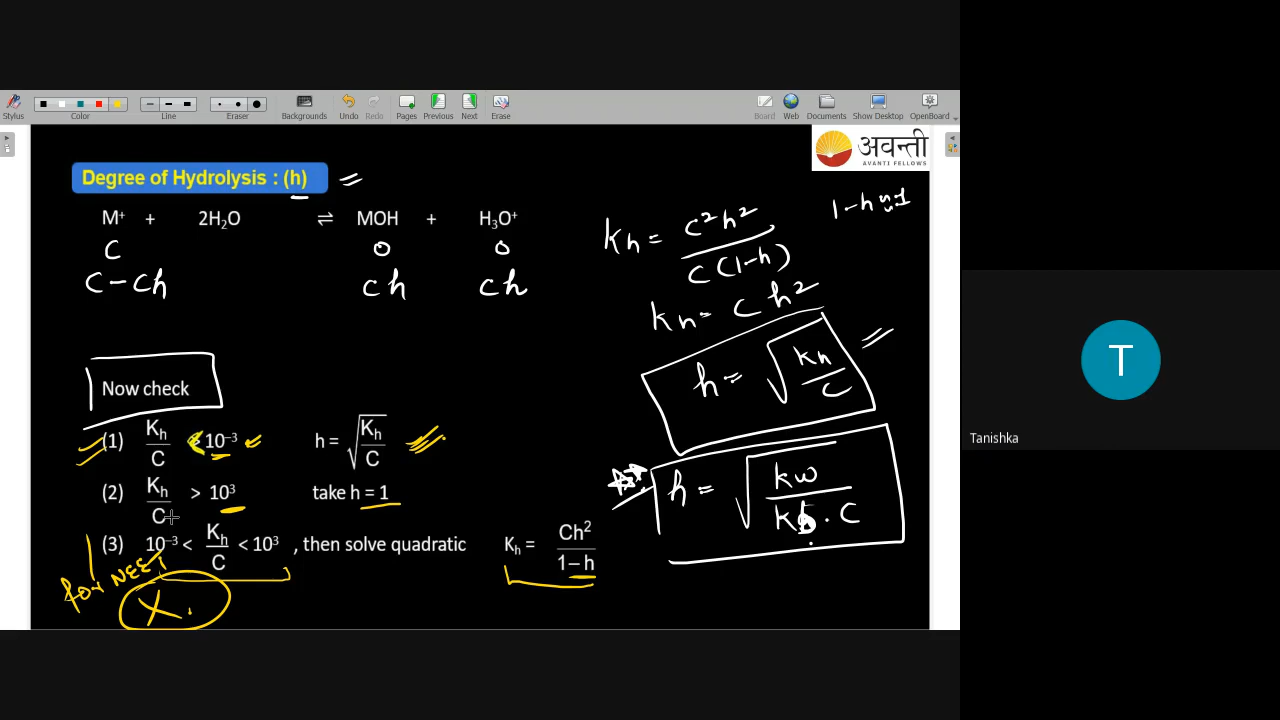 Stylus
Color
Line
Eraser
Backgrounds
Undo
Redo
Pages
Previous
Next
Erase
Board
Web
Documents
Show Desktop
OpenBoard
अवन्ती
AVANTI FELLOWS
Degree of Hydrolysis : (h)
M⁺ + 2H₂O ⇌ MOH + H₃O⁺
C 0 0
C - Ch Ch Ch
1-h ≈ 1
Kh = C²h² / C(1-h)
Kh = Ch²
h = √(Kh/C)
h = √(Kw/Kb · C)
Now check
(1) Kh/C < 10⁻³ h = √(Kh/C)
(2) Kh/C > 10³ take h = 1
(3) 10⁻³ < Kh/C < 10³ , then solve quadratic Kh = Ch²/1-h
for NEET
X.
T
Tanishka